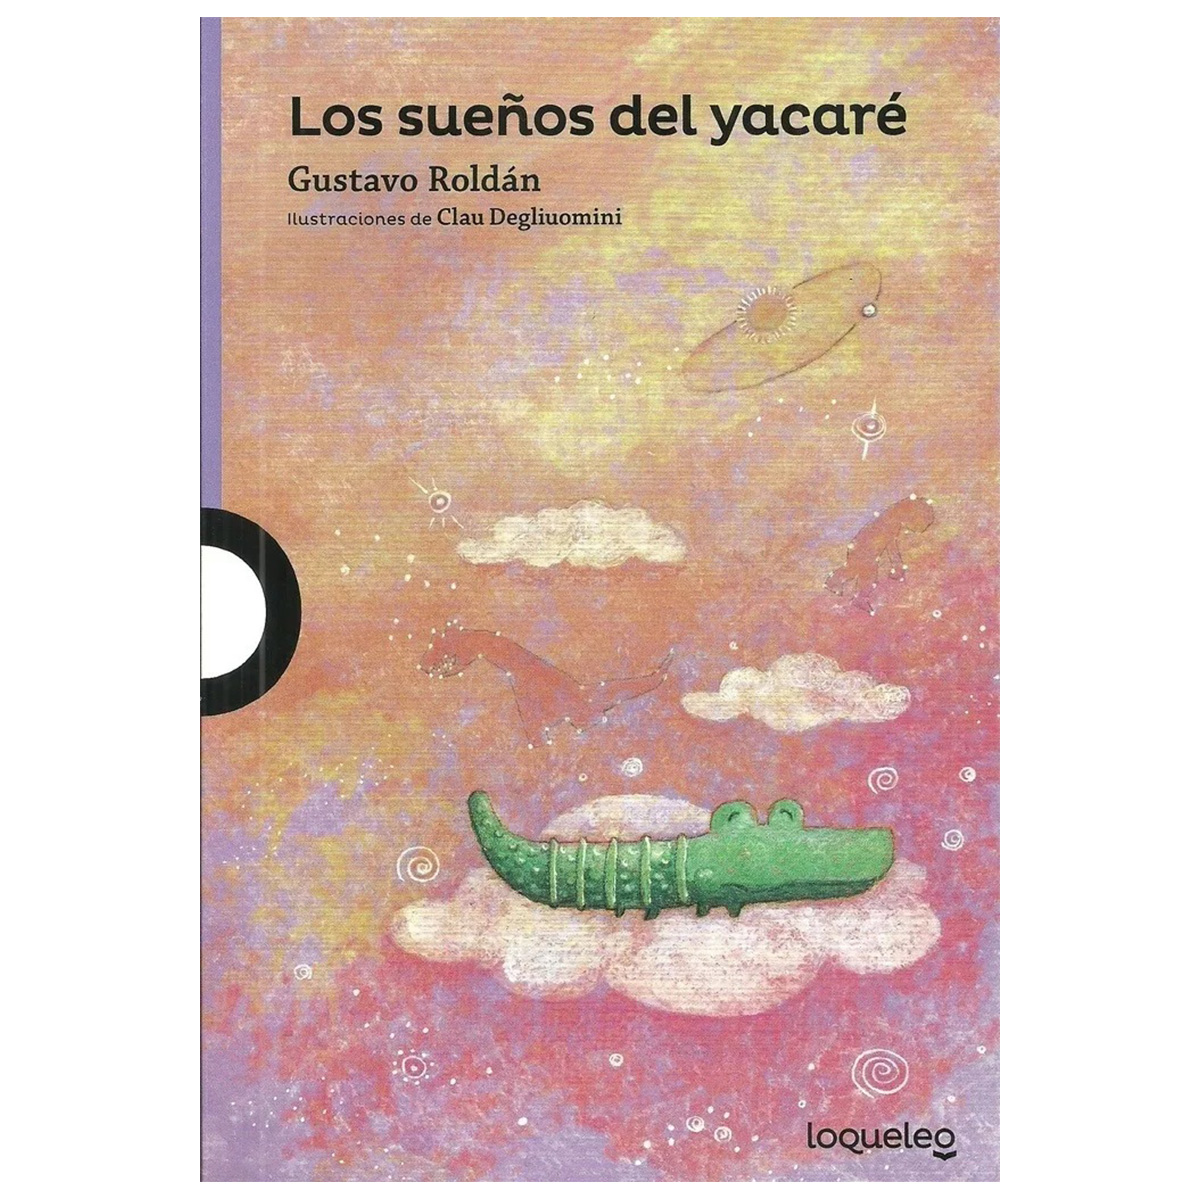 Los sueños del yacaré
Gustavo Roldán
Ilustraciones de Clau Degliuomini
loqueleo